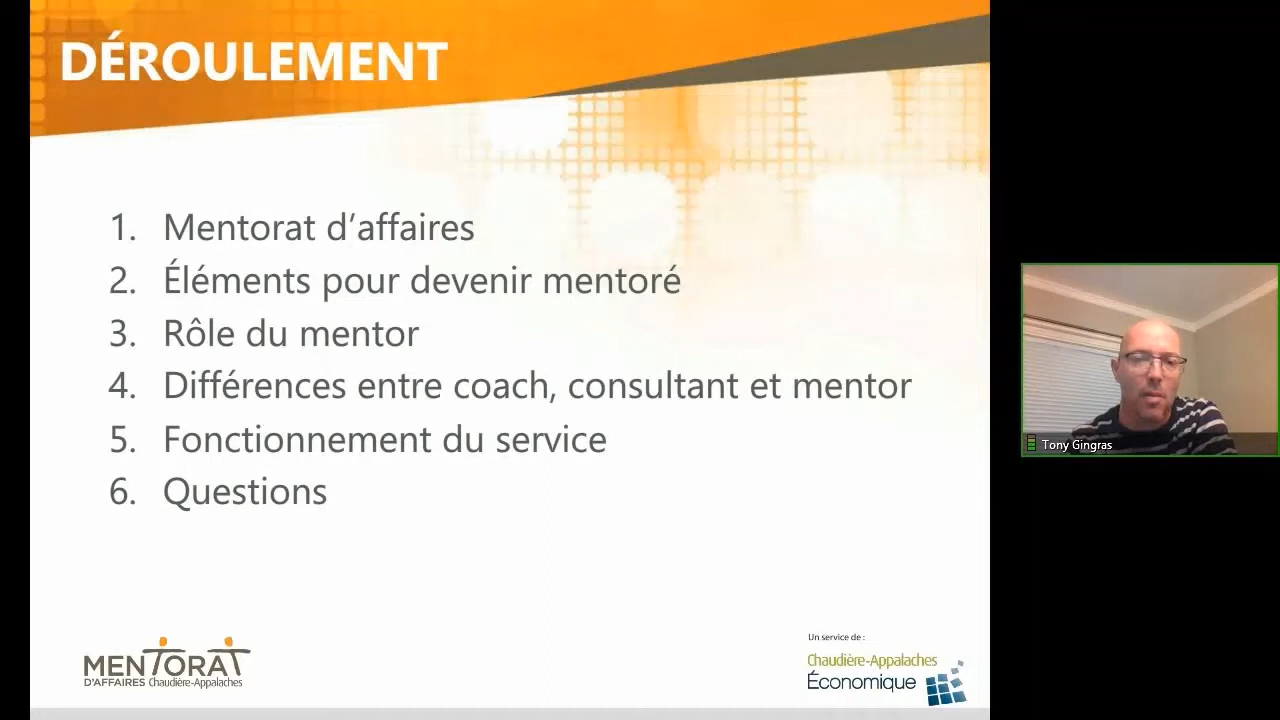 DÉROULEMENT
1. Mentorat d’affaires
2. Éléments pour devenir mentoré
3. Rôle du mentor
4. Différences entre coach, consultant et mentor
5. Fonctionnement du service
6. Questions
MENTORAT
D'AFFAIRES Chaudière-Appalaches
Un service de :
Chaudière-Appalaches
Économique
Tony Gingras